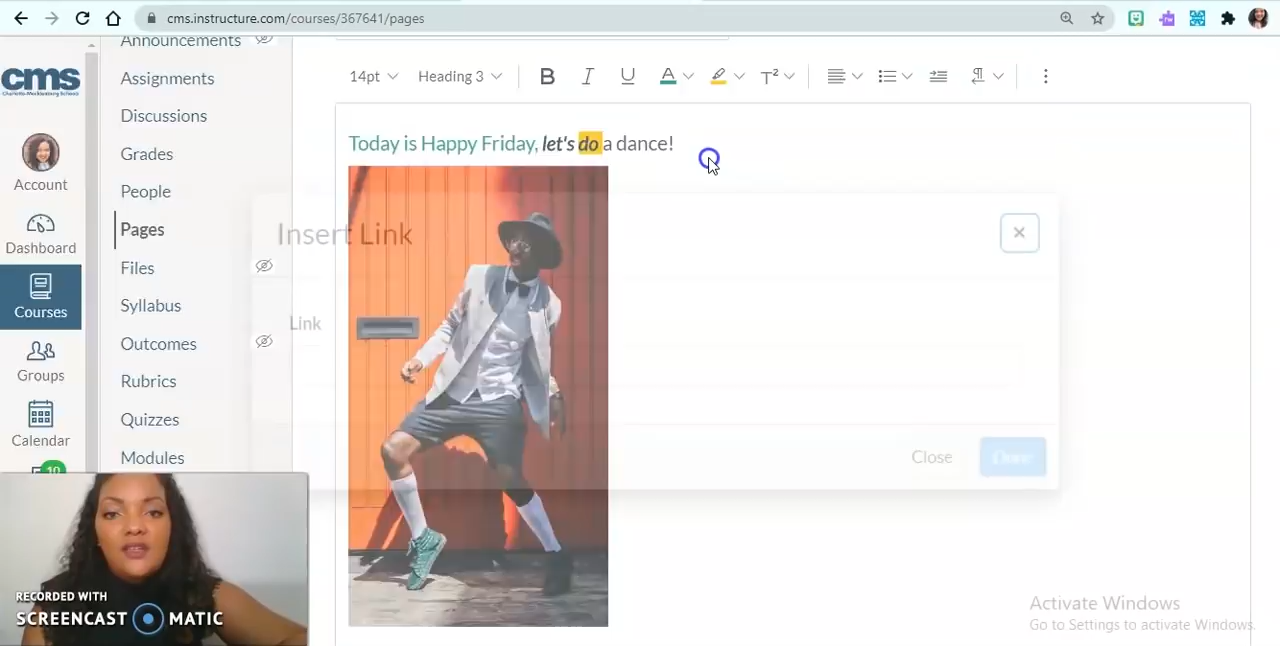 cms.instructure.com/courses/367641/pages
Announcements
cms
Assignments
Discussions
Grades
People
Pages
Files
Syllabus
Outcomes
Rubrics
Quizzes
Modules
Account
Dashboard
Courses
Groups
Calendar
10
14pt
Heading 3
B
I
U
A
T²
Today is Happy Friday, let's do a dance!
Insert Link
Link
Close
RECORDED WITH
SCREENCAST MATIC
Activate Windows
Go to Settings to activate Windows.